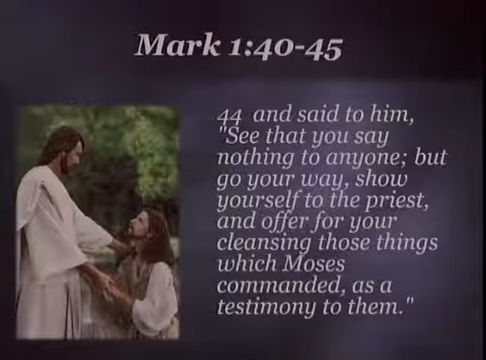 Mark 1:40-45
44 and said to him,
"See that you say
nothing to anyone; but
go your way, show
yourself to the priest,
and offer for your
cleansing those things
which Moses
commanded, as a
testimony to them."